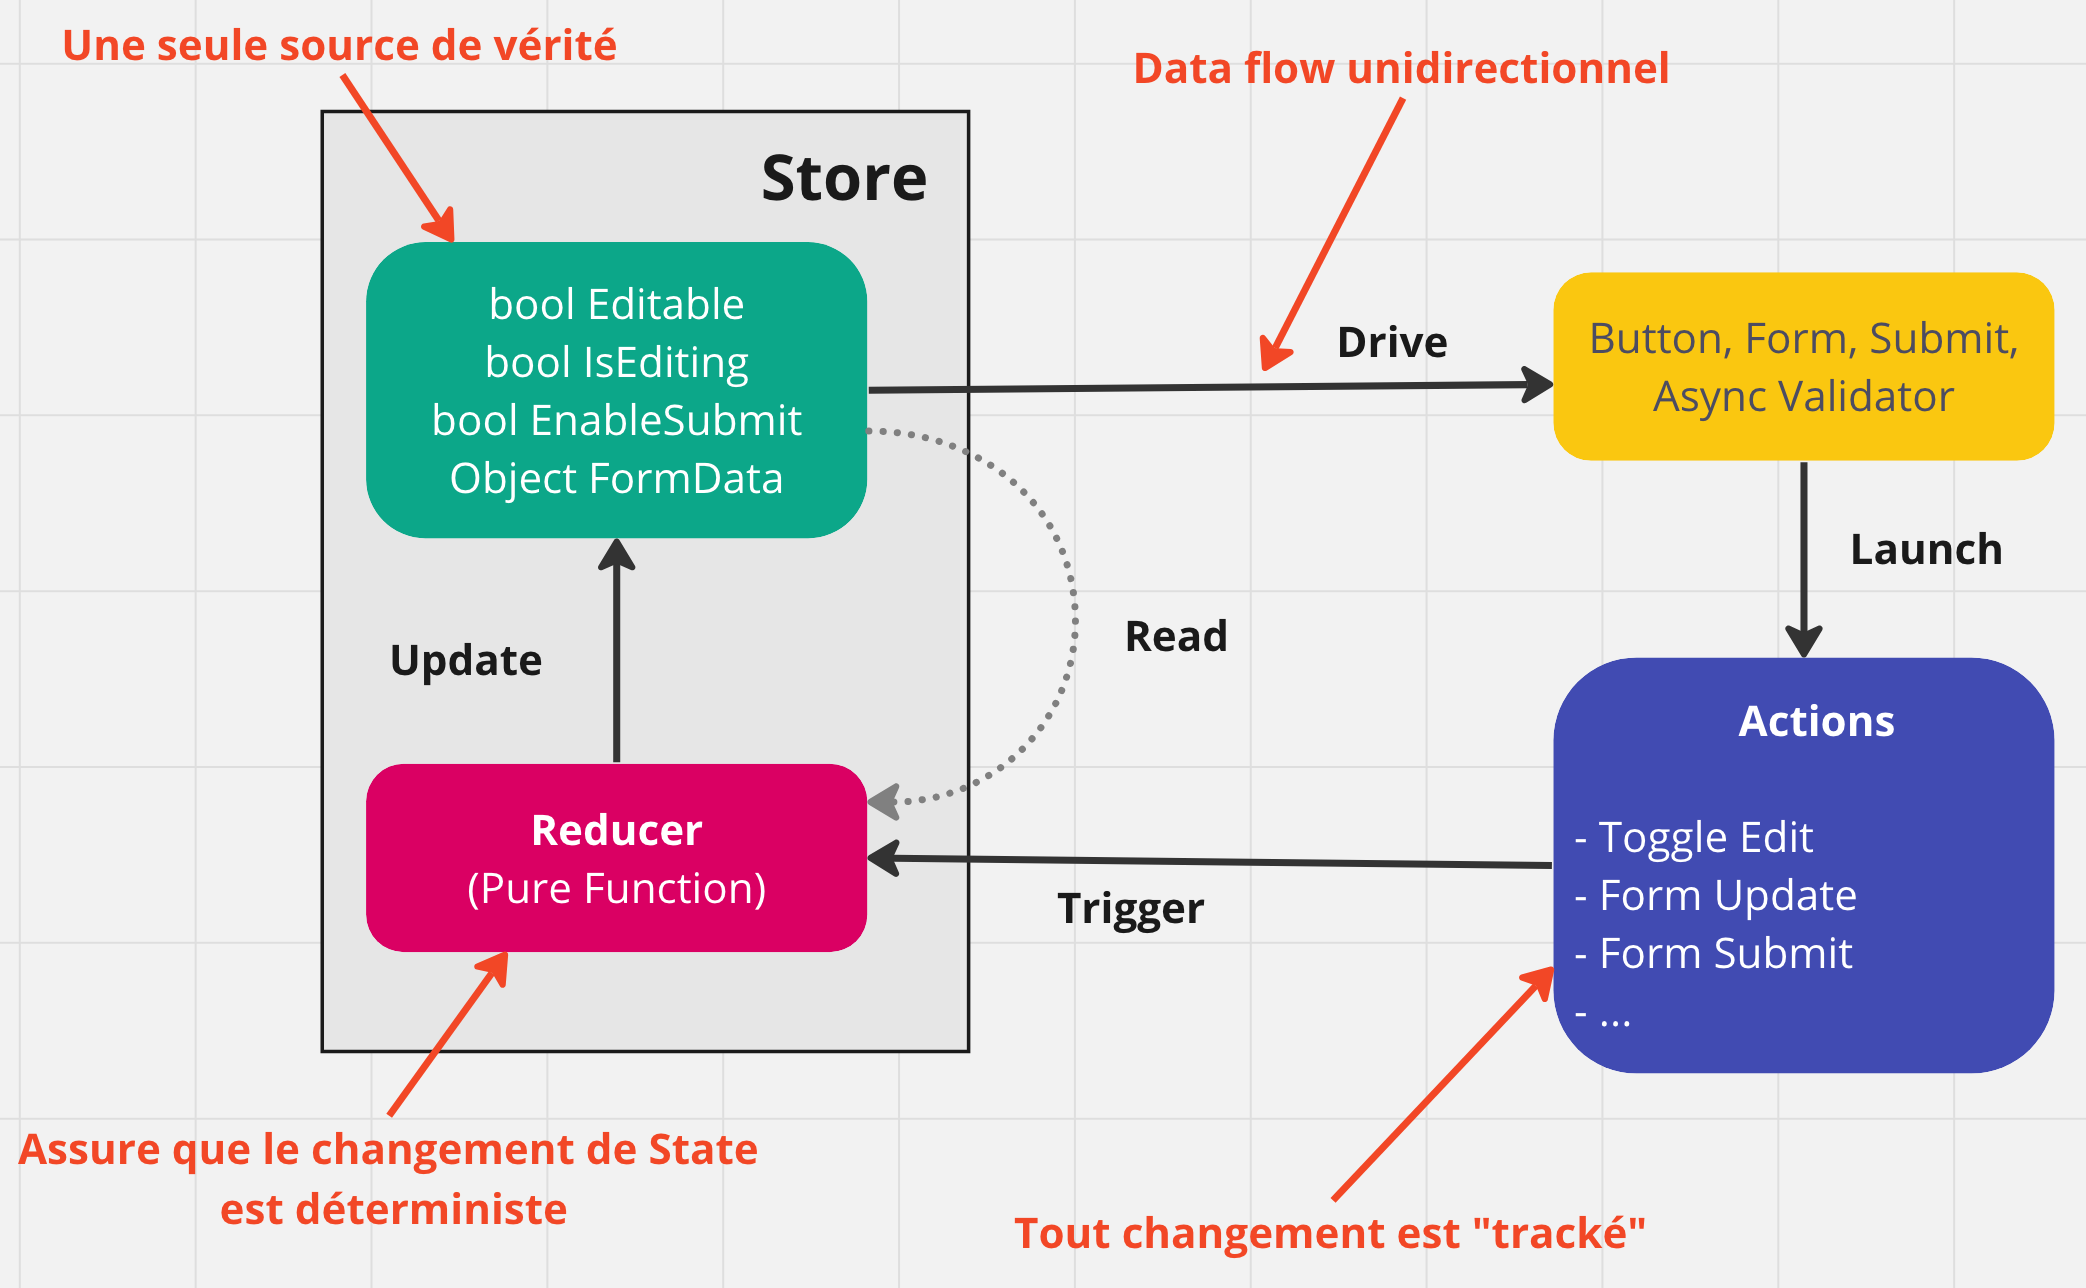 Une seule source de vérité
Data flow unidirectionnel
Store
bool Editable
bool IsEditing
bool EnableSubmit
Object FormData
Drive
Button, Form, Submit,
Async Validator
Launch
Read
Update
Actions
- Toggle Edit
- Form Update
- Form Submit
- ...
Reducer
(Pure Function)
Trigger
Assure que le changement de State
est déterministe
Tout changement est "tracké"